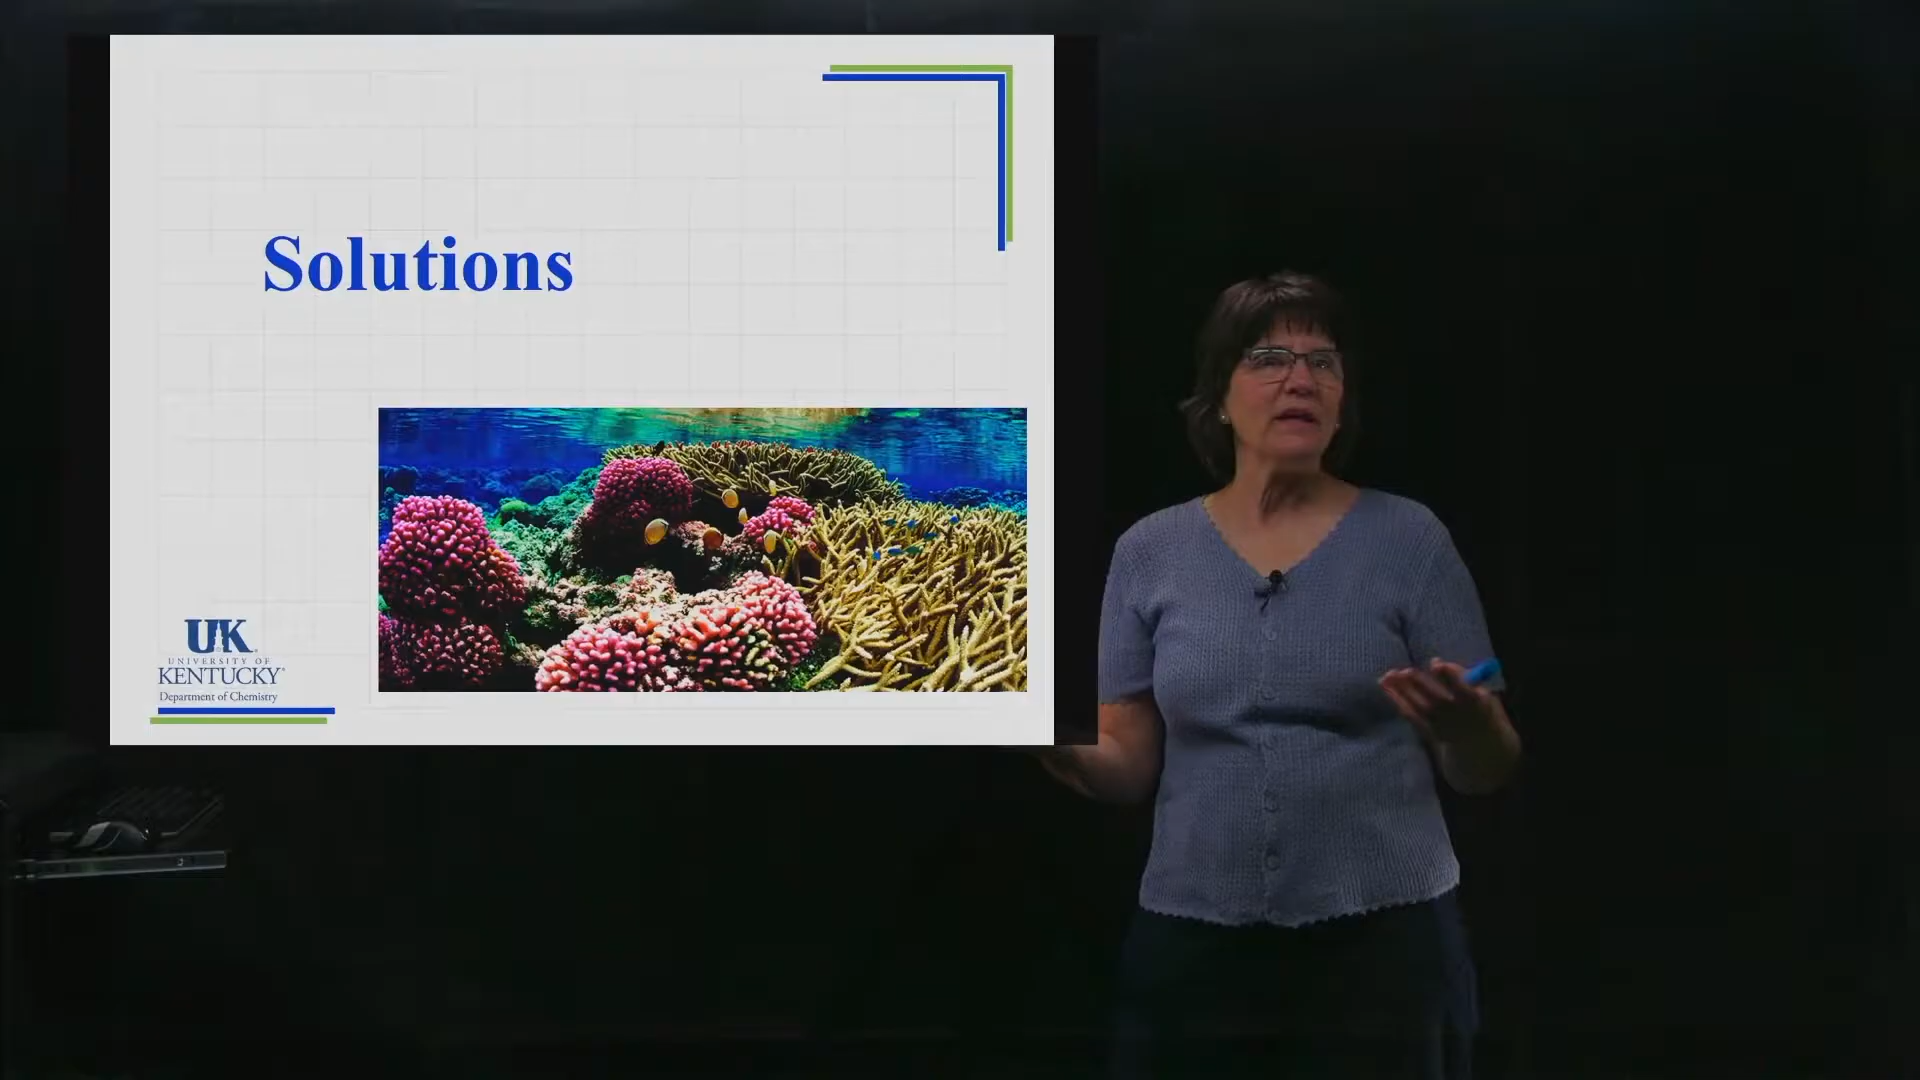 Solutions
UK
UNIVERSITY OF
KENTUCKY
Department of Chemistry